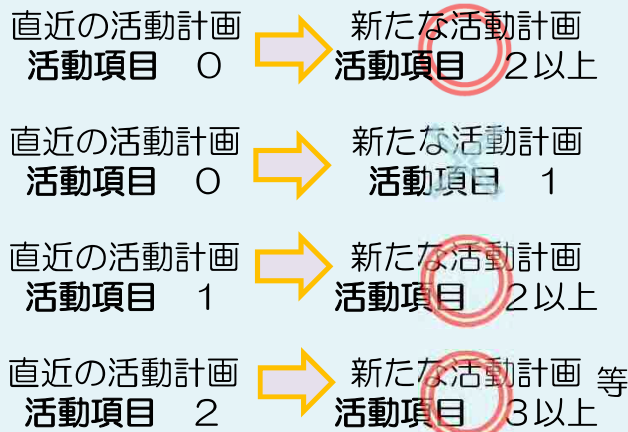 直近の活動計画 新たな活動計画
活動項目 0 活動項目 2以上
直近の活動計画 新たな活動計画
活動項目 0 活動項目 1
直近の活動計画 新たな活動計画
活動項目 1 活動項目 2以上
直近の活動計画 新たな活動計画 等
活動項目 2 活動項目 3以上